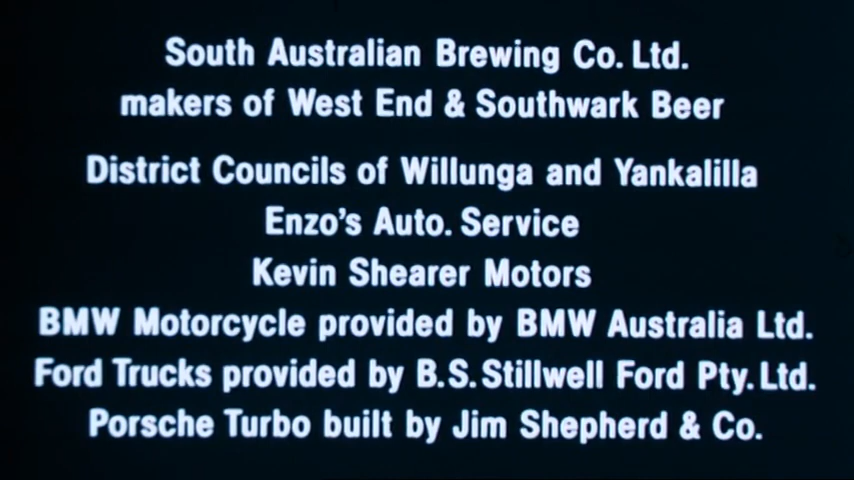 South Australian Brewing Co. Ltd.
makers of West End & Southwark Beer
District Councils of Willunga and Yankalilla
Enzo's Auto. Service
Kevin Shearer Motors
BMW Motorcycle provided by BMW Australia Ltd.
Ford Trucks provided by B.S. Stillwell Ford Pty. Ltd.
Porsche Turbo built by Jim Shepherd & Co.